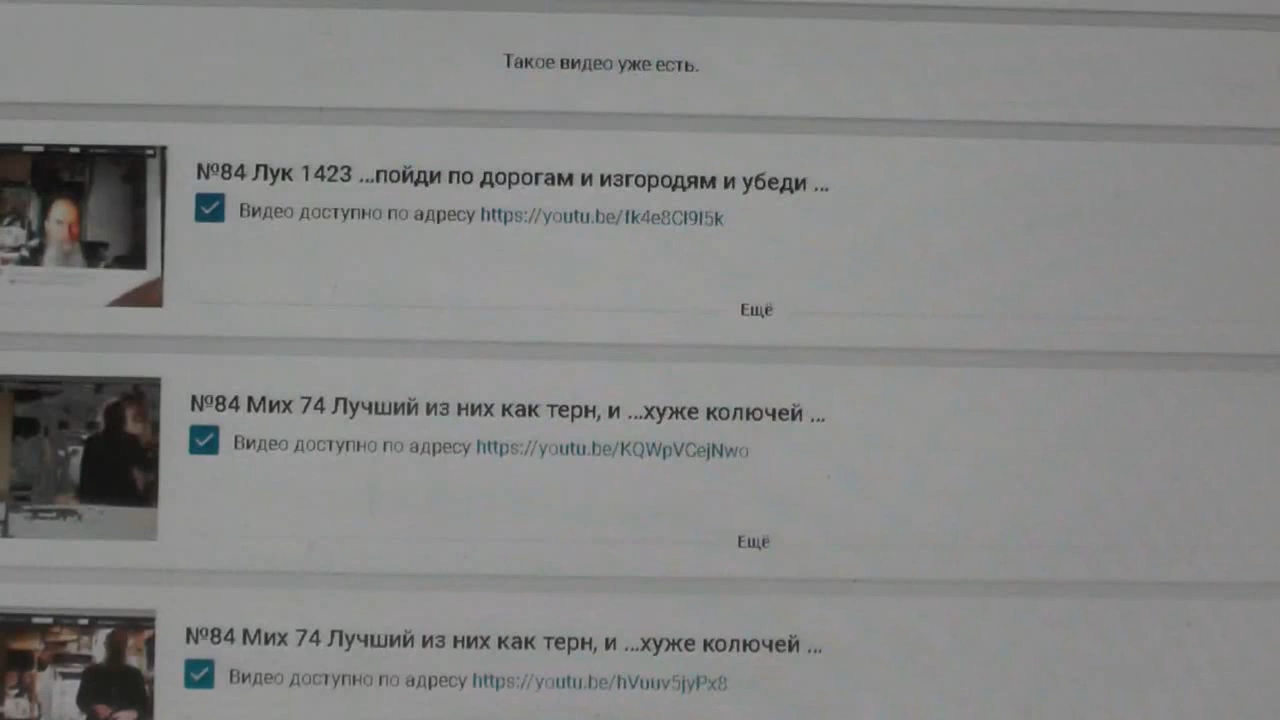 Такое видео уже есть.
№84 Лук 1423 ...пойди по дорогам и изгородям и убеди ...
Видео доступно по адресу https://youtu.be/fk4e8Cl9I5k
Ещё
№84 Мих 74 Лучший из них как терн, и ...хуже колючей ...
Видео доступно по адресу https://youtu.be/KQWpVCejNwo
Ещё
№84 Мих 74 Лучший из них как терн, и ...хуже колючей ...
Видео доступно по адресу https://youtu.be/hVuuv5jyPx8